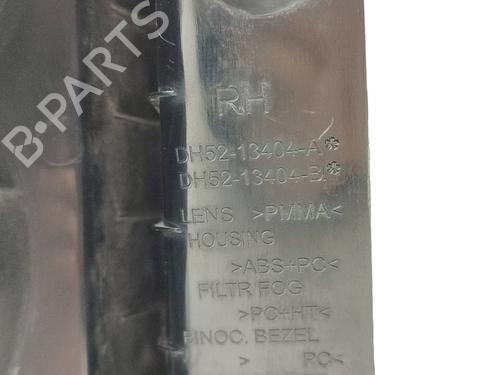 B-PARTS
RH
DH52-13404-A*
DH52-13404-B*
LENS >PMMA<
HOUSING
>ABS+PC<
FILTR FOG
>PC+HT<
BINOC. BEZEL
> PC<